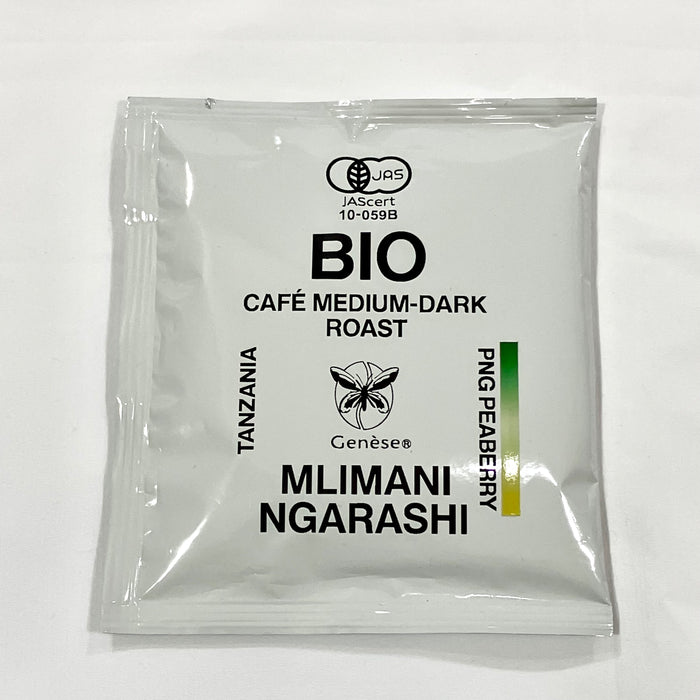 JAS
JAScert
10-059B
BIO
CAFÉ MEDIUM-DARK
ROAST
TANZANIA
PNG PEABERRY
Genèse®
MLIMANI
NGARASHI